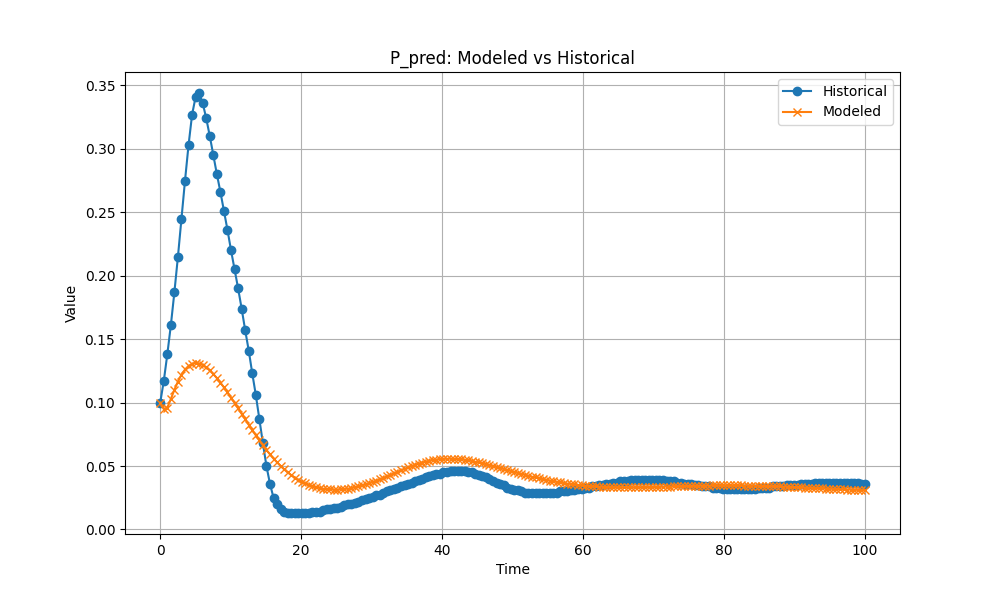 P_pred: Modeled vs Historical
Historical
Modeled
Value
0.35
0.30
0.25
0.20
0.15
0.10
0.05
0.00
0 20 40 60 80 100
Time